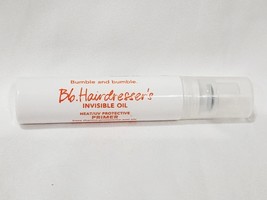 Bumble and bumble.
Bb. Hairdresser's
INVISIBLE OIL
HEAT/UV PROTECTIVE
PRIMER